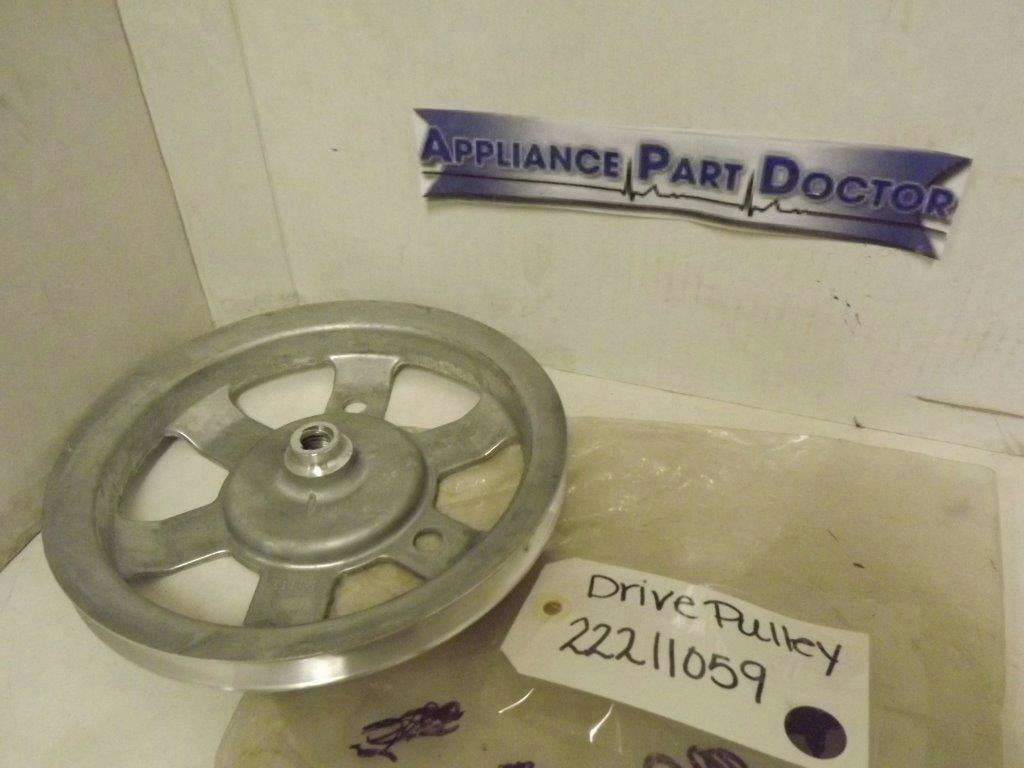 APPLIANCE PART DOCTOR
Drive Pulley
22211059